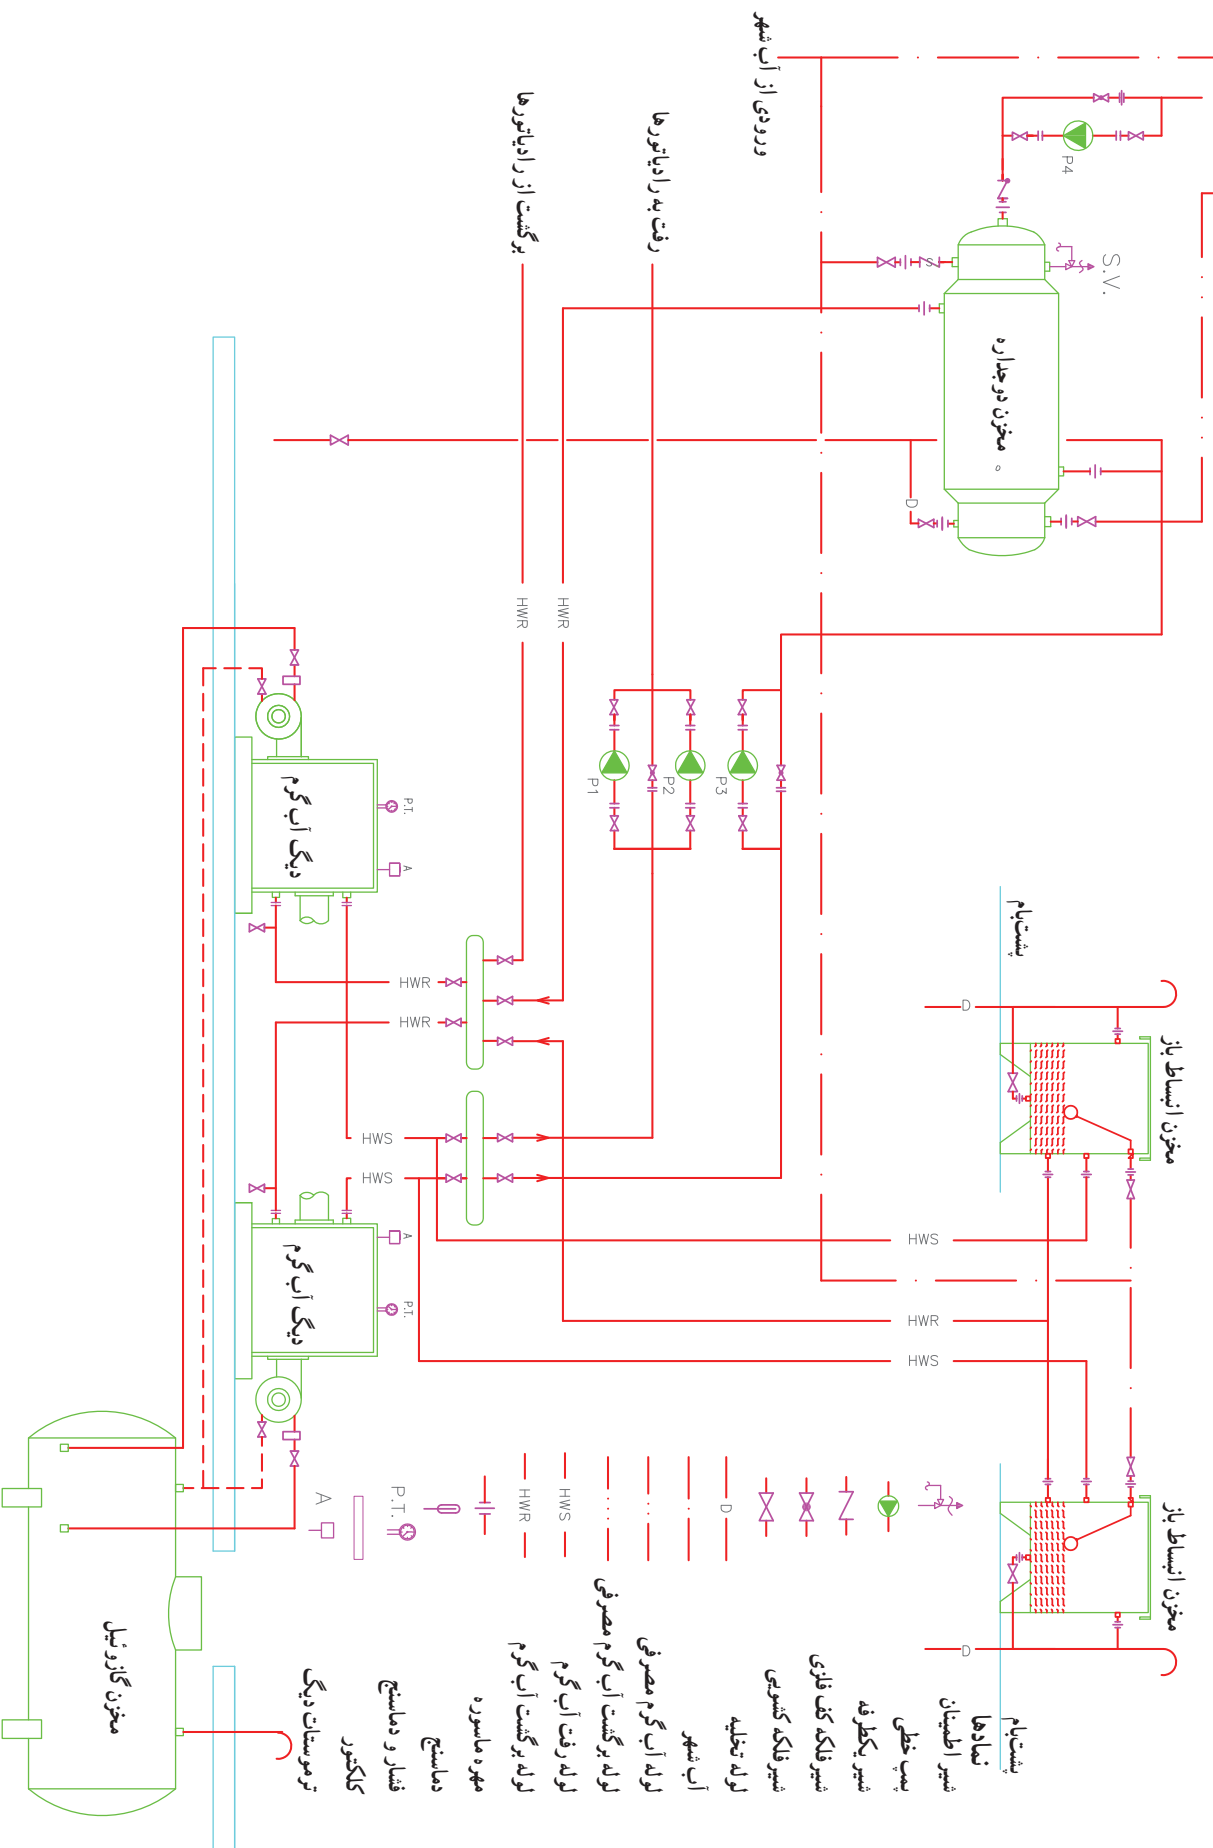 ورودی از آب شهر
رفت به رادیاتورها
برگشت از رادیاتورها
P4
S.V.
S
مخزن دوجداره
D
HWR
HWR
P1
P2
P3
دیگ آب گرم
P.T.
A
HWR
HWR
HWS
HWS
پشت‌بام
D
مخزن انبساط باز
دیگ آب گرم
A
P.T.
HWS
HWR
HWS
مخزن انبساط باز
D
پشت‌بام
مخزن گازوئیل
نمادها
شیر اطمینان
پمپ خطی
شیر یکطرفه
شیر فلکه کف فلزی
شیر فلکه کشویی
D
لوله تخلیه
آب شهر
لوله آب گرم مصرفی
لوله برگشت آب گرم مصرفی
HWS
لوله رفت آب گرم
HWR
لوله برگشت آب گرم
مهره ماسوره
دماسنج
P.T.
فشار و دماسنج
کلکتور
A
ترموستات دیگ